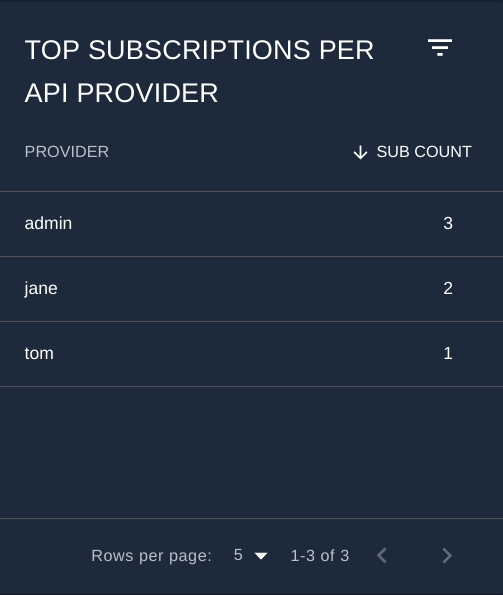 TOP SUBSCRIPTIONS PER
API PROVIDER
PROVIDER SUB COUNT
admin 3
jane 2
tom 1
Rows per page: 5 1-3 of 3